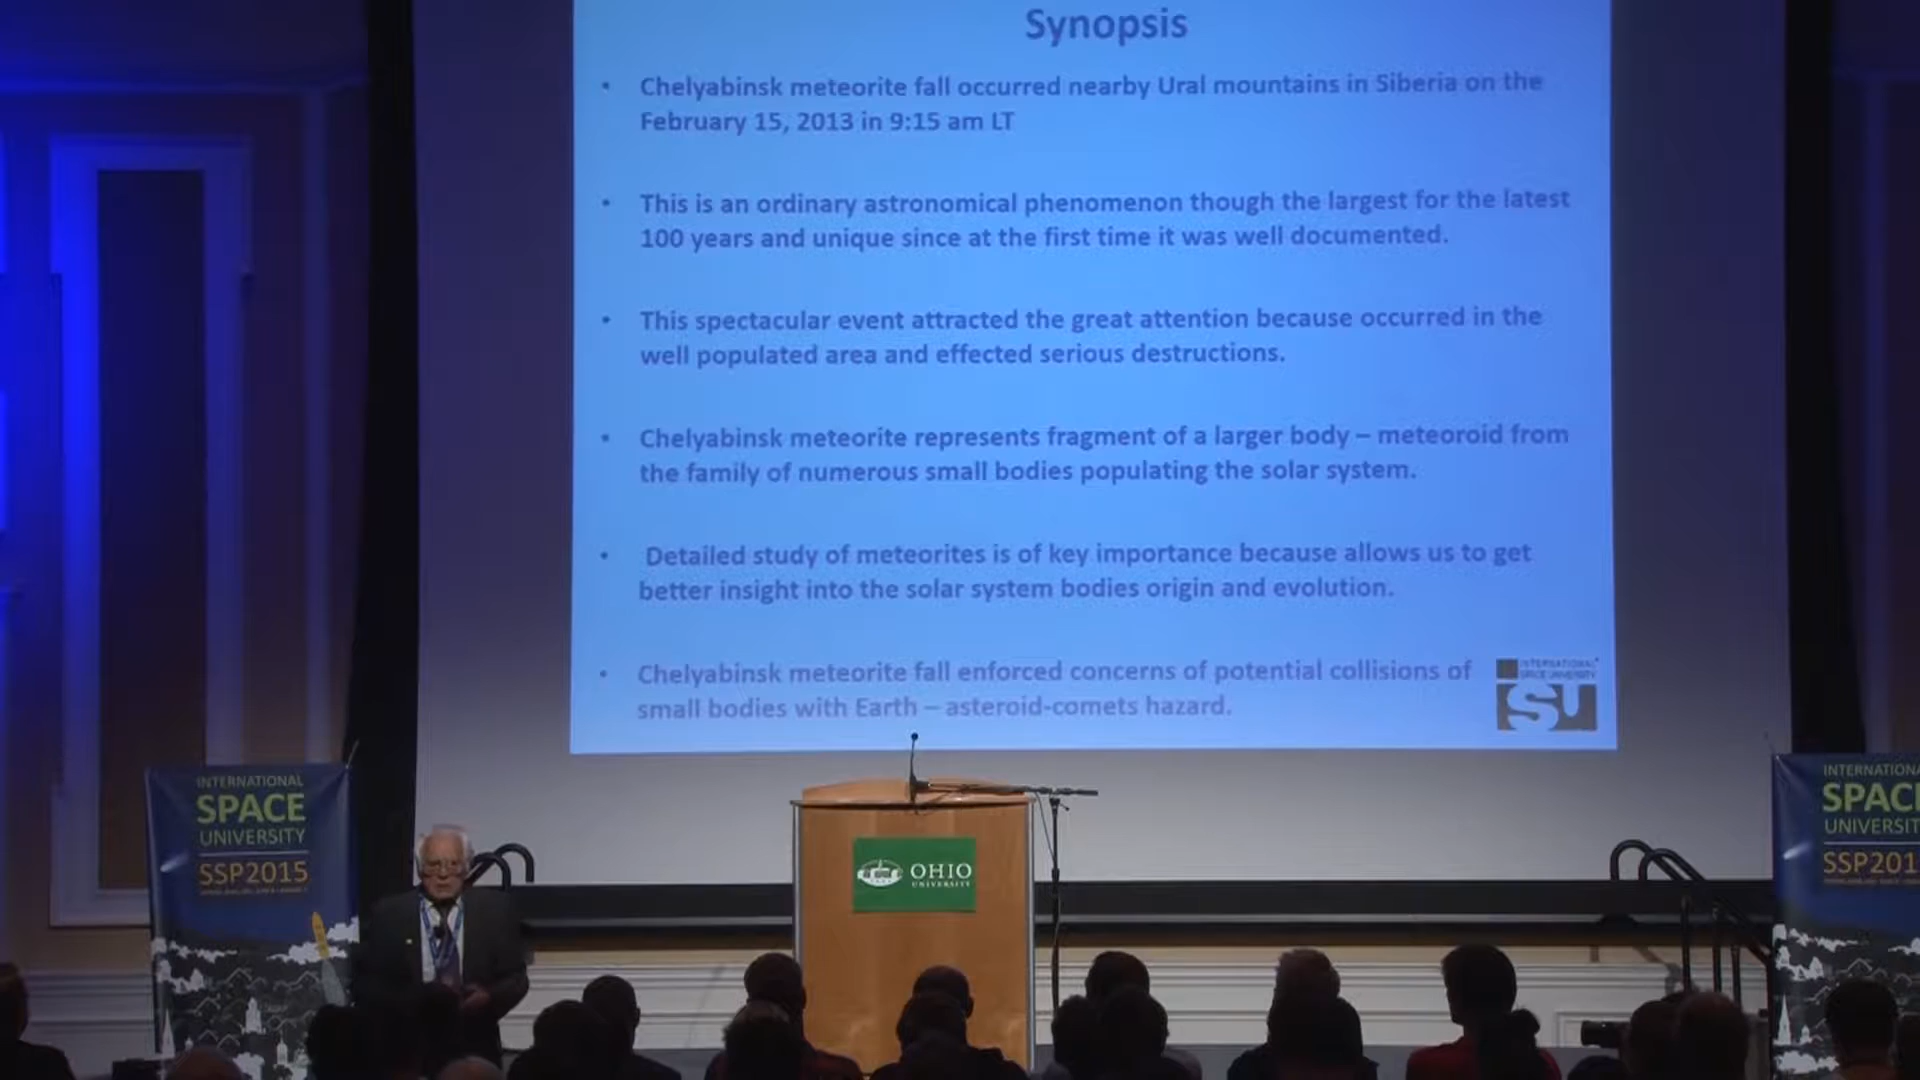 Synopsis
• Chelyabinsk meteorite fall occurred nearby Ural mountains in Siberia on the
February 15, 2013 in 9:15 am LT
• This is an ordinary astronomical phenomenon though the largest for the latest
100 years and unique since at the first time it was well documented.
• This spectacular event attracted the great attention because occurred in the
well populated area and effected serious destructions.
• Chelyabinsk meteorite represents fragment of a larger body – meteoroid from
the family of numerous small bodies populating the solar system.
• Detailed study of meteorites is of key importance because allows us to get
better insight into the solar system bodies origin and evolution.
• Chelyabinsk meteorite fall enforced concerns of potential collisions of
small bodies with Earth – asteroid-comets hazard.
INTERNATIONAL
SPACE UNIVERSITY
iSU
INTERNATIONAL
SPACE
UNIVERSITY
SSP2015
OHIO
UNIVERSITY
INTERNATIONA
SPAC
UNIVERSIT
SSP201